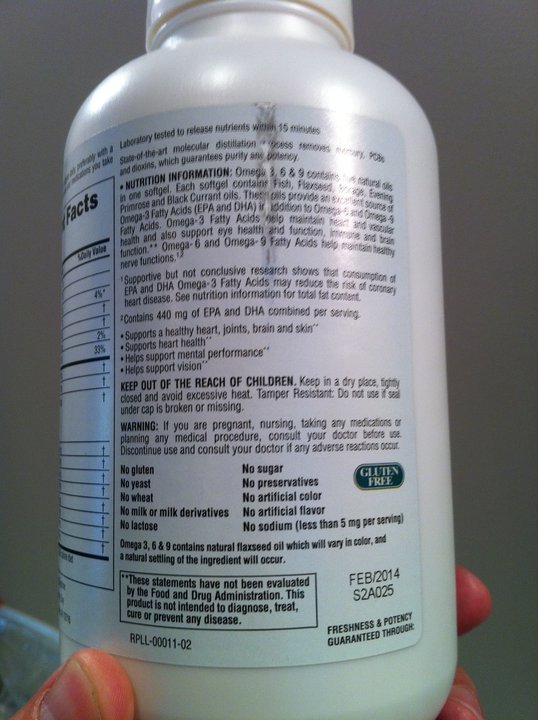 els preferably with a
medications you take
Facts
%Daily Value
4%*
†
2%
33%
†
†
†
†
†
†
†
†
†
†
†
Laboratory tested to release nutrients within 15 minutes
State-of-the-art molecular distillation process removes mercury, PCBs
and dioxins, which guarantees purity and potency.
• NUTRITION INFORMATION: Omega 3, 6 & 9 contains five natural oils
in one softgel. Each softgel contains Fish, Flaxseed, Borage, Evening
Primrose and Black Currant oils. These oils provide an excellent source of
Omega-3 Fatty Acids (EPA and DHA) in addition to Omega-6 and Omega-9
Fatty Acids. Omega-3 Fatty Acids help maintain heart and vascular
health and also support eye health and function, immune and brain
function.** Omega-6 and Omega-9 Fatty Acids help maintain healthy
nerve functions.¹²
¹Supportive but not conclusive research shows that consumption of
EPA and DHA Omega-3 Fatty Acids may reduce the risk of coronary
heart disease. See nutrition information for total fat content.
²Contains 440 mg of EPA and DHA combined per serving.
• Supports a healthy heart, joints, brain and skin**
• Supports heart health**
• Helps support mental performance**
• Helps support vision**
KEEP OUT OF THE REACH OF CHILDREN. Keep in a dry place, tightly
closed and avoid excessive heat. Tamper Resistant: Do not use if seal
under cap is broken or missing.
WARNING: If you are pregnant, nursing, taking any medications or
planning any medical procedure, consult your doctor before use.
Discontinue use and consult your doctor if any adverse reactions occur.
No gluten No sugar
No yeast No preservatives
No wheat No artificial color
No milk or milk derivatives No artificial flavor
No lactose No sodium (less than 5 mg per serving)
GLUTEN
FREE
Omega 3, 6 & 9 contains natural flaxseed oil which will vary in color, and
a natural settling of the ingredient will occur.
**These statements have not been evaluated
by the Food and Drug Administration. This
product is not intended to diagnose, treat,
cure or prevent any disease.
RPLL-00011-02
FEB/2014
S2A025
FRESHNESS & POTENCY
GUARANTEED THROUGH: